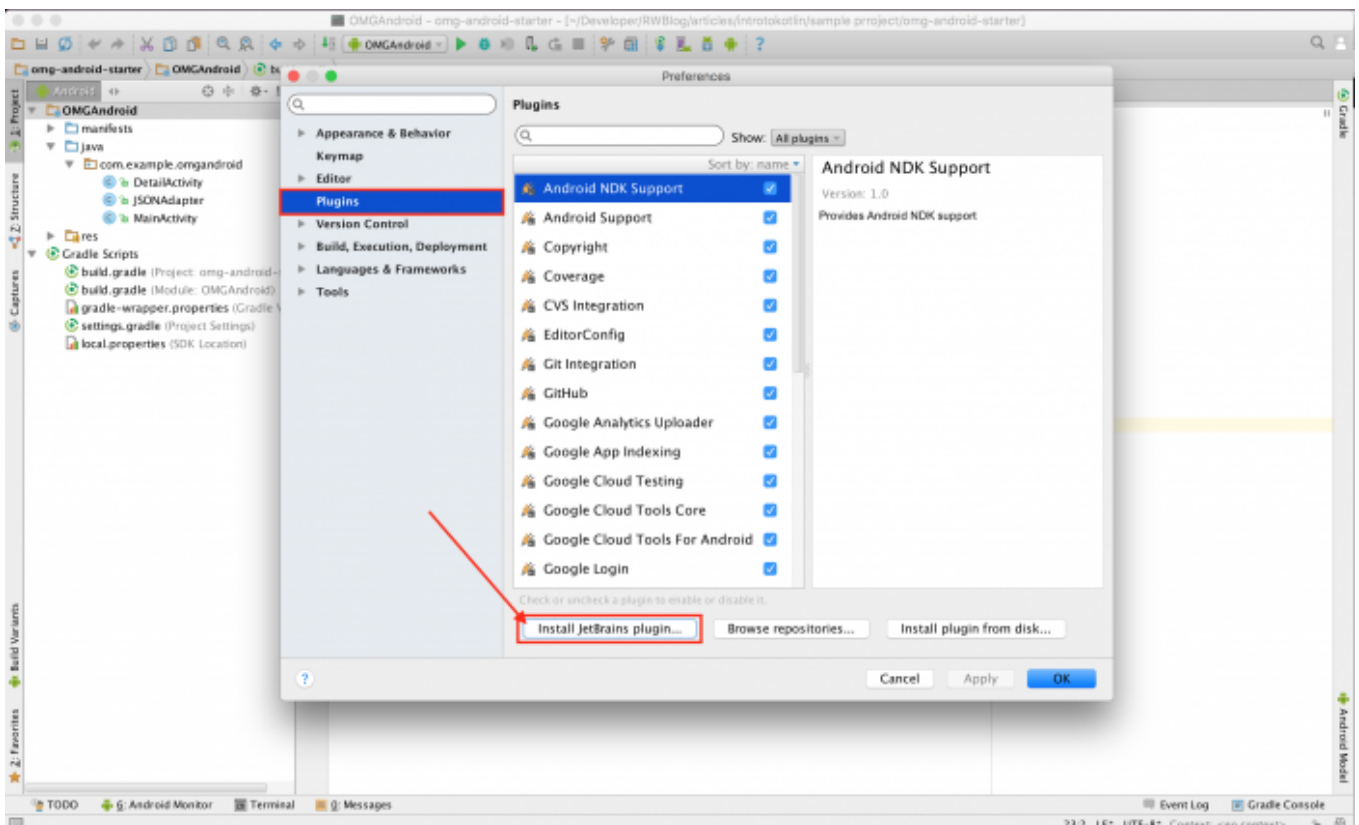 OMGAndroid - omg-android-starter - [~/Developer/RWBlog/articles/introtokotlin/sample prroject/omg-android-starter]
OMGAndroid
omg-android-starter OMGAndroid
Preferences
Android
1: Project
OMGAndroid
manifests
java
com.example.omgandroid
DetailActivity
JSONAdapter
MainActivity
res
Gradle Scripts
build.gradle (Project: omg-android-
build.gradle (Module: OMGAndroid)
gradle-wrapper.properties (Gradle
settings.gradle (Project Settings)
local.properties (SDK Location)
Z: Structure
Captures
Build Variants
2: Favorites
Appearance & Behavior
Keymap
Editor
Plugins
Version Control
Build, Execution, Deployment
Languages & Frameworks
Tools
Plugins
Show: All plugins
Sort by: name
Android NDK Support
Android Support
Copyright
Coverage
CVS Integration
EditorConfig
Git Integration
GitHub
Google Analytics Uploader
Google App Indexing
Google Cloud Testing
Google Cloud Tools Core
Google Cloud Tools For Android
Google Login
Android NDK Support
Version: 1.0
Provides Android NDK support
Check or uncheck a plugin to enable or disable it.
Install JetBrains plugin... Browse repositories... Install plugin from disk...
? Cancel Apply OK
Gradle
Android Model
TODO 6: Android Monitor Terminal 0: Messages Event Log Gradle Console
23:2 UTF-8 Context: <no context>